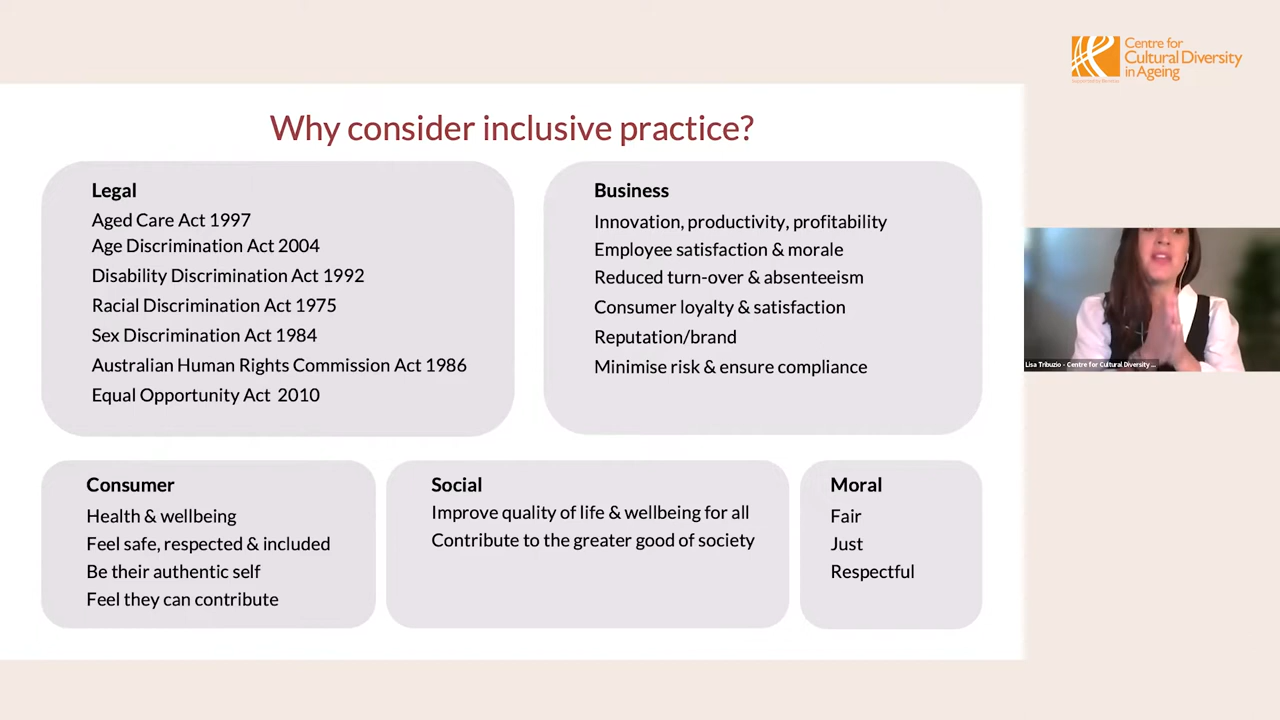 Centre for
Cultural Diversity
in Ageing
Why consider inclusive practice?
Legal
Aged Care Act 1997
Age Discrimination Act 2004
Disability Discrimination Act 1992
Racial Discrimination Act 1975
Sex Discrimination Act 1984
Australian Human Rights Commission Act 1986
Equal Opportunity Act 2010
Business
Innovation, productivity, profitability
Employee satisfaction & morale
Reduced turn-over & absenteeism
Consumer loyalty & satisfaction
Reputation/brand
Minimise risk & ensure compliance
Lisa Tribuzio - Centre for Cultural Diversity ...
Consumer
Health & wellbeing
Feel safe, respected & included
Be their authentic self
Feel they can contribute
Social
Improve quality of life & wellbeing for all
Contribute to the greater good of society
Moral
Fair
Just
Respectful